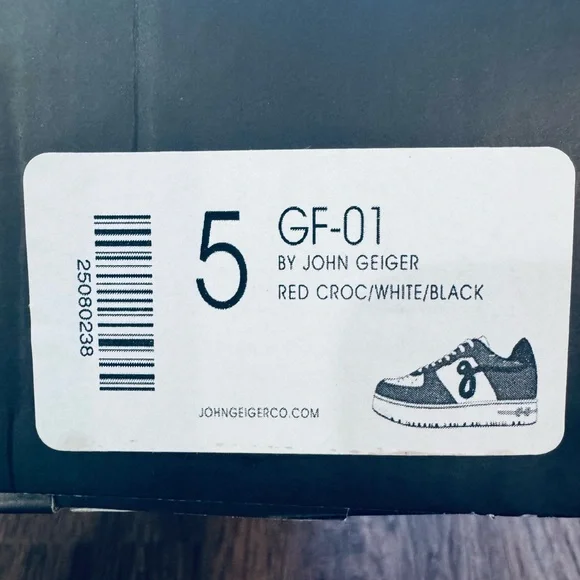 25080238
5
GF-01
BY JOHN GEIGER
RED CROC/WHITE/BLACK
JOHNGEIGERCO.COM
g